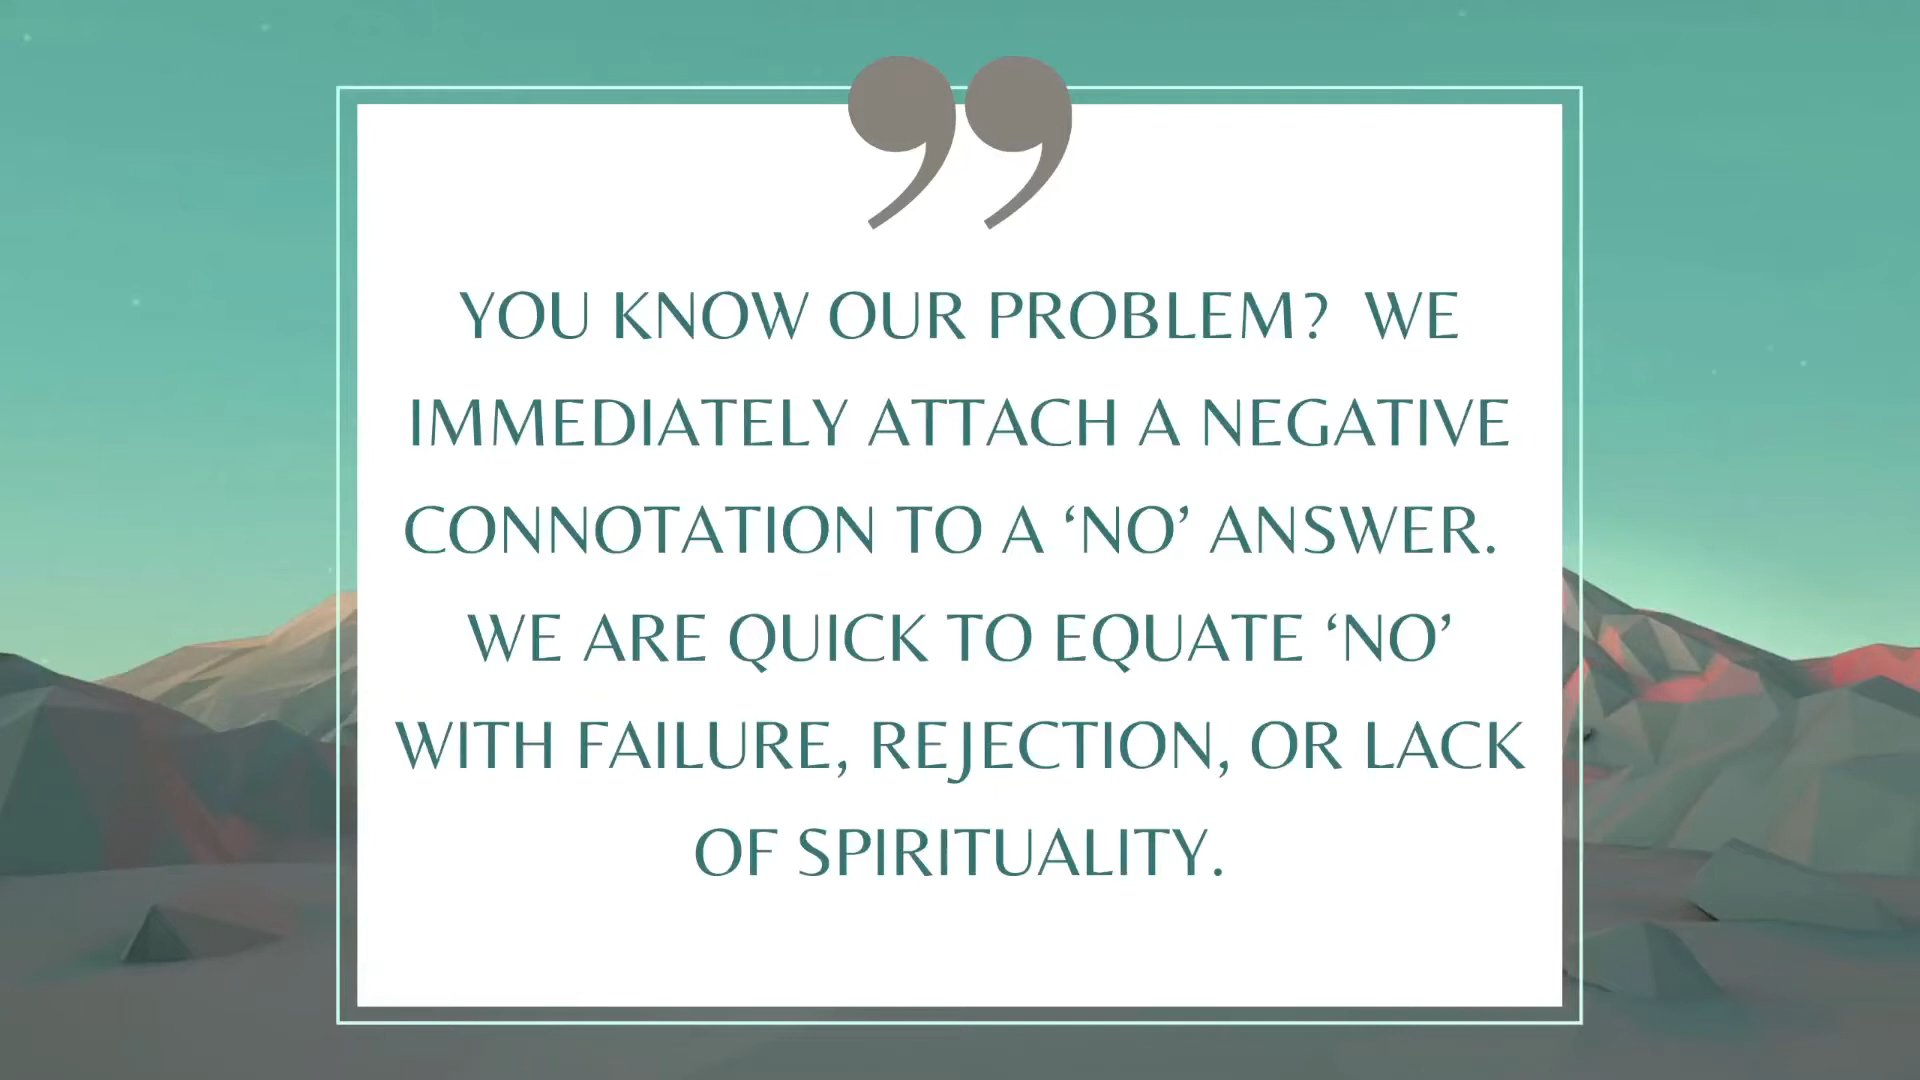 YOU KNOW OUR PROBLEM?  WE
IMMEDIATELY ATTACH A NEGATIVE
CONNOTATION TO A ‘NO’ ANSWER.
WE ARE QUICK TO EQUATE ‘NO’
WITH FAILURE, REJECTION, OR LACK
OF SPIRITUALITY.